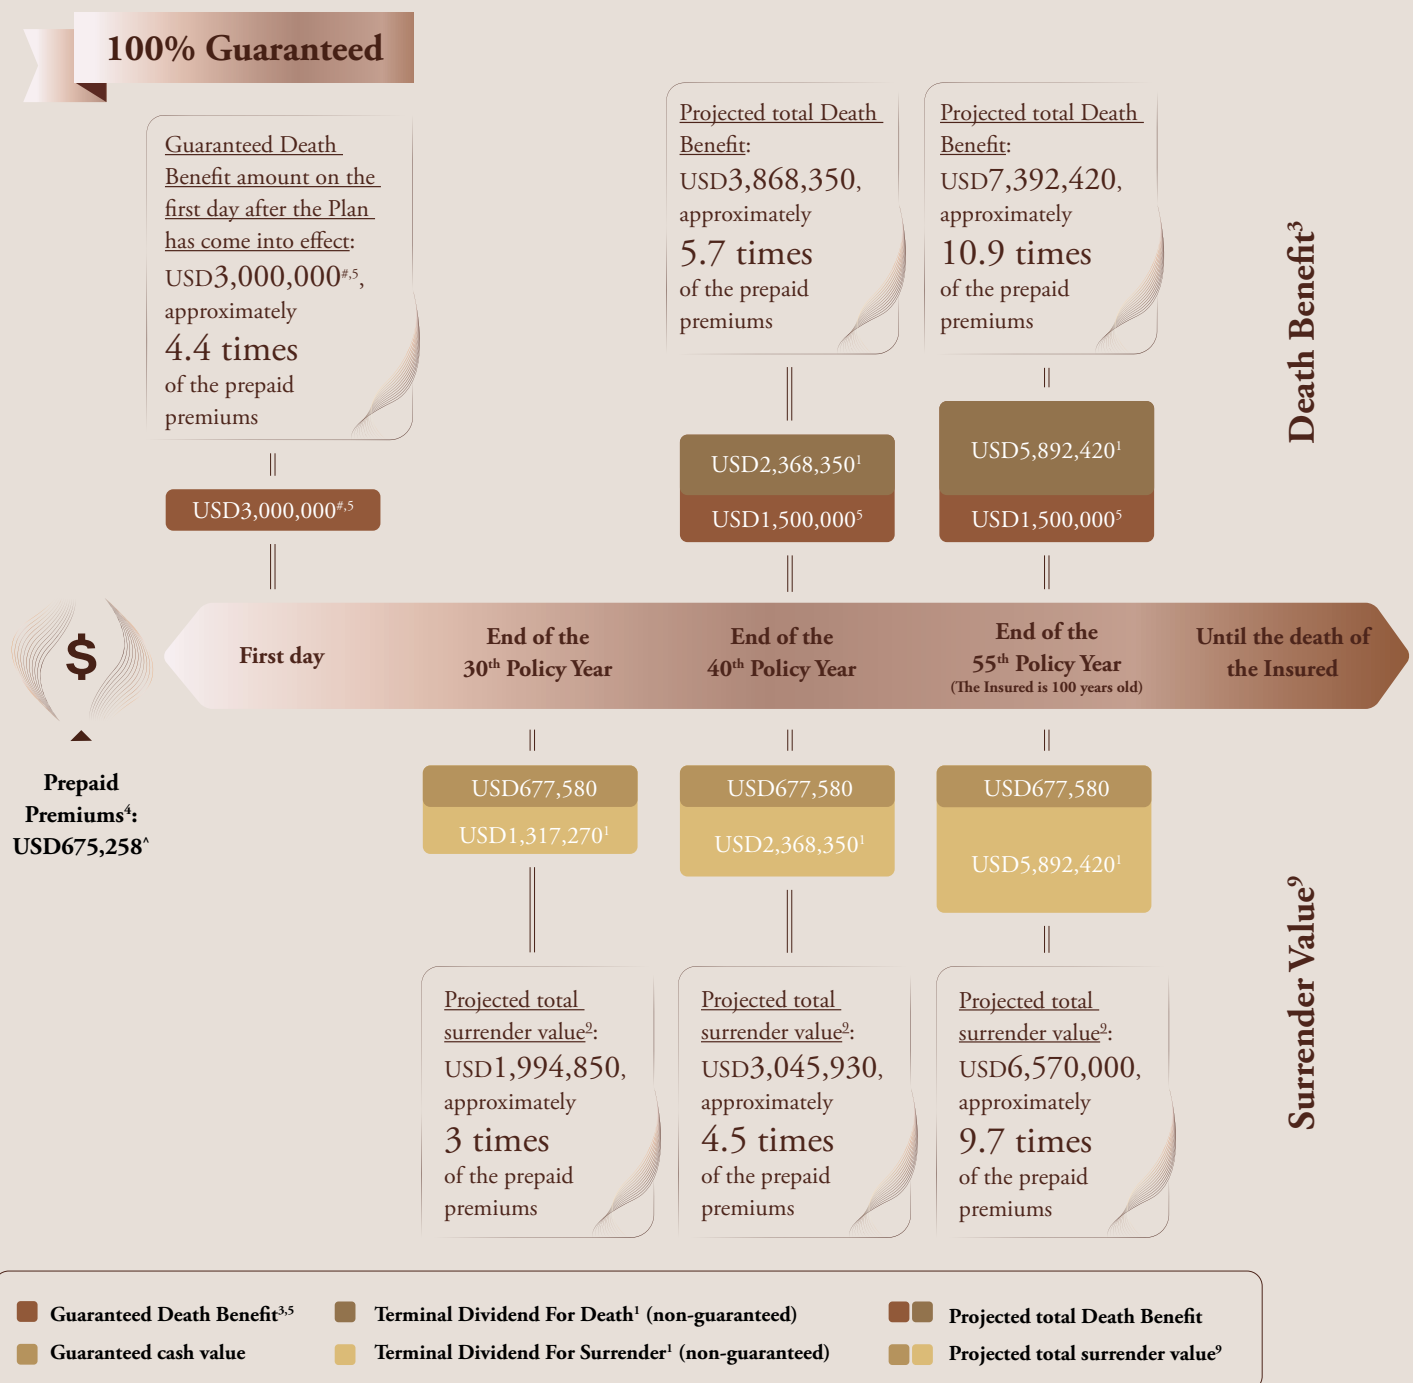 100% Guaranteed
Guaranteed Death
Benefit amount on the
first day after the Plan
has come into effect:
USD3,000,000#,5,
approximately
4.4 times
of the prepaid
premiums
USD3,000,000#,5
Projected total Death
Benefit:
USD3,868,350,
approximately
5.7 times
of the prepaid
premiums
USD2,368,350¹
USD1,500,000⁵
Projected total Death
Benefit:
USD7,392,420,
approximately
10.9 times
of the prepaid
premiums
USD5,892,420¹
USD1,500,000⁵
Death Benefit³
$
Prepaid
Premiums⁴:
USD675,258^
First day
End of the
30th Policy Year
End of the
40th Policy Year
End of the
55th Policy Year
(The Insured is 100 years old)
Until the death of
the Insured
USD677,580
USD1,317,270¹
Projected total
surrender value⁹:
USD1,994,850,
approximately
3 times
of the prepaid
premiums
USD677,580
USD2,368,350¹
Projected total
surrender value⁹:
USD3,045,930,
approximately
4.5 times
of the prepaid
premiums
USD677,580
USD5,892,420¹
Projected total
surrender value⁹:
USD6,570,000,
approximately
9.7 times
of the prepaid
premiums
Surrender Value⁹
Guaranteed Death Benefit³,⁵
Terminal Dividend For Death¹ (non-guaranteed)
Projected total Death Benefit
Guaranteed cash value
Terminal Dividend For Surrender¹ (non-guaranteed)
Projected total surrender value⁹